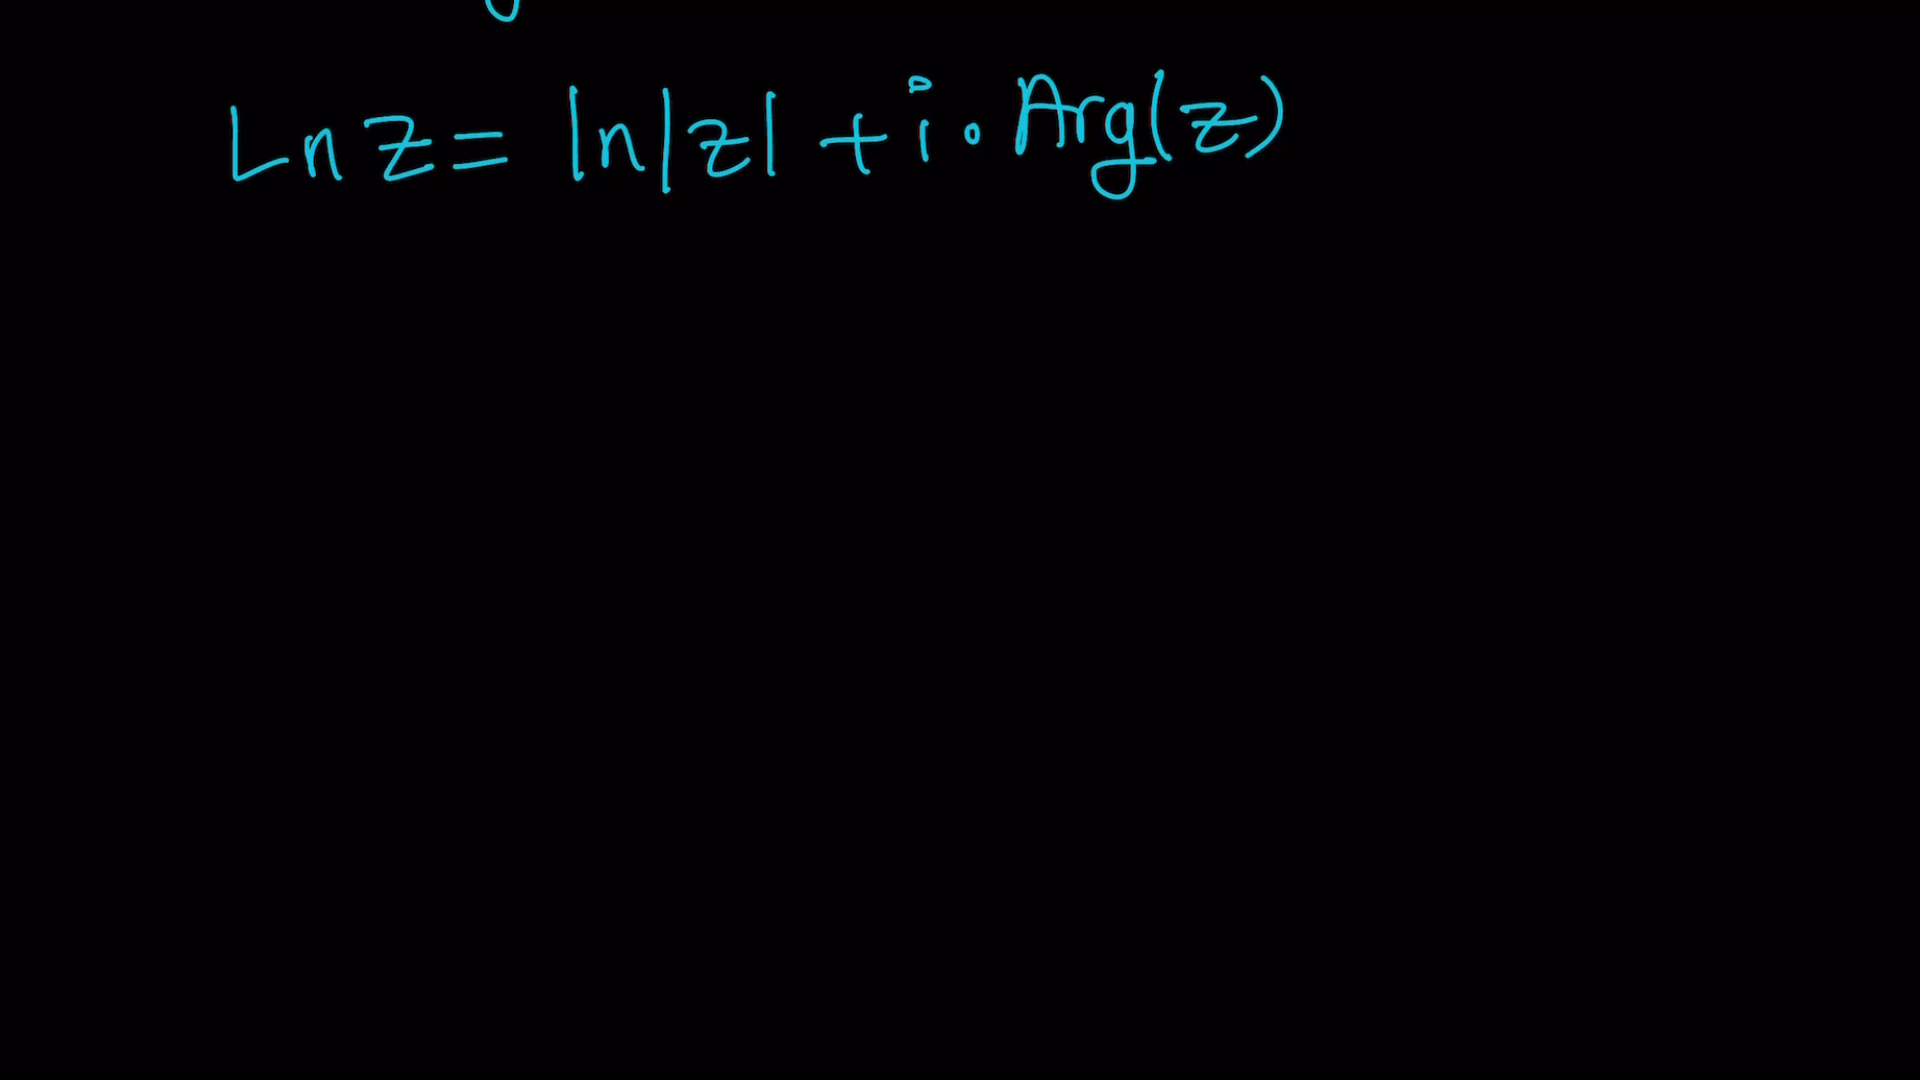 Ln z = ln|z| + i · Arg(z)